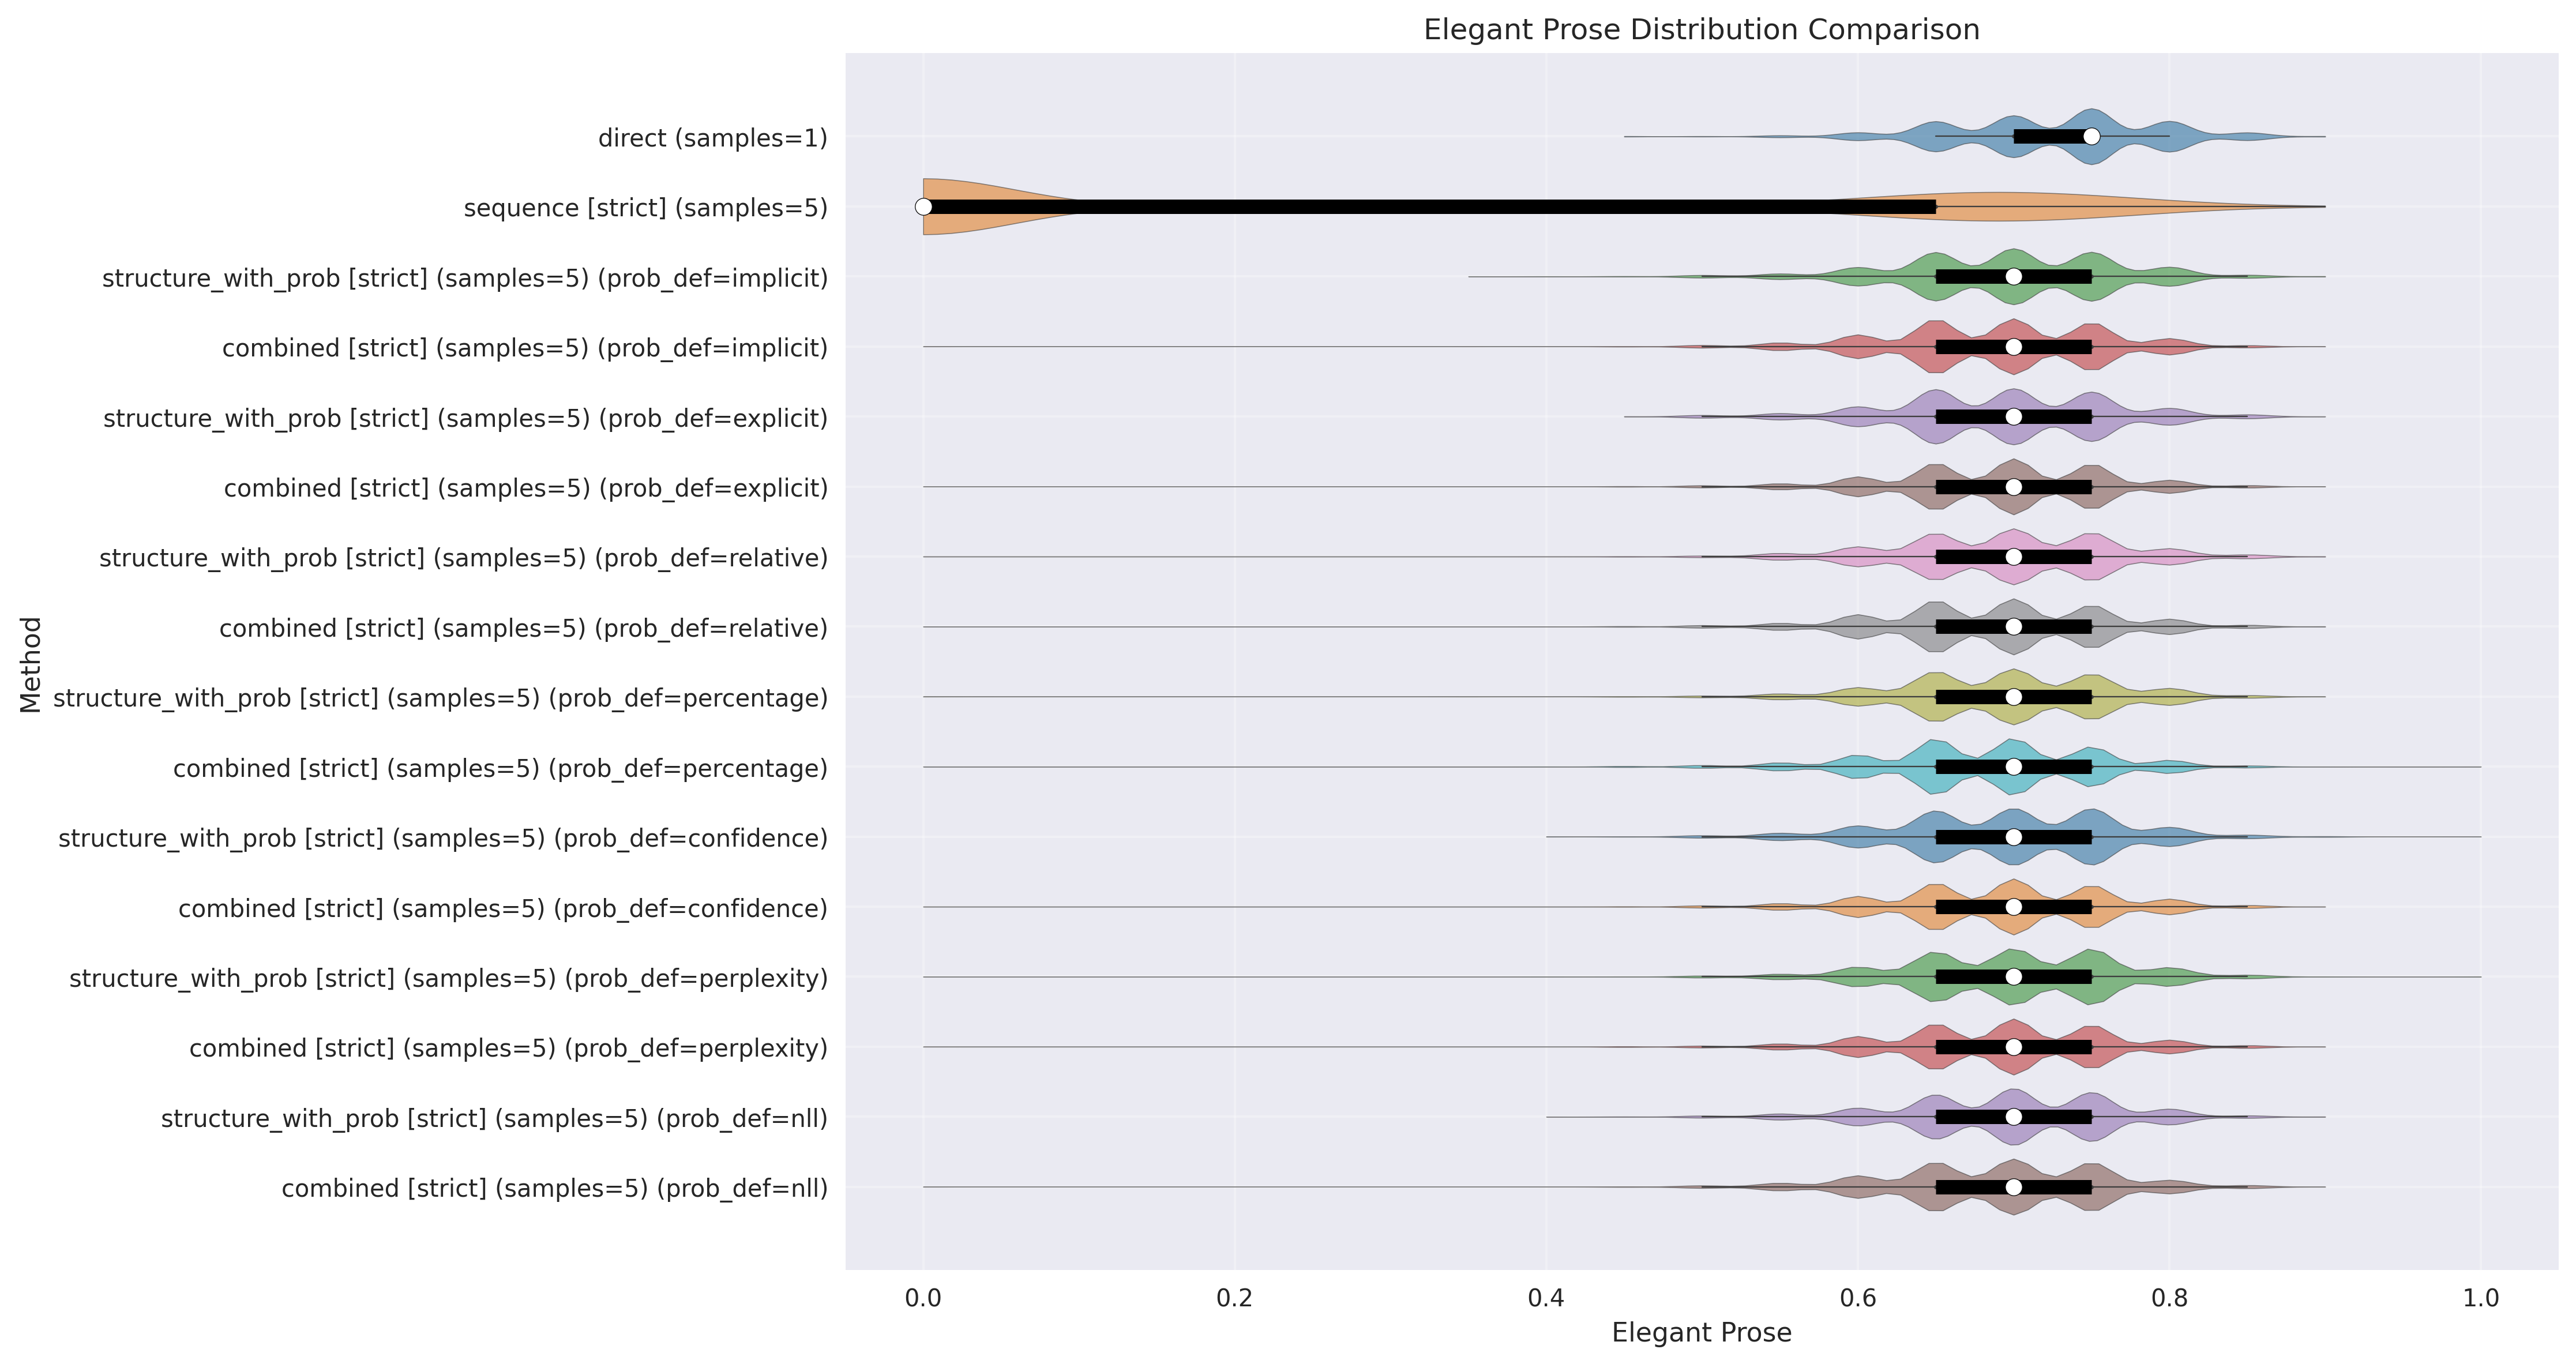 Elegant Prose Distribution Comparison
Method
direct (samples=1)
sequence [strict] (samples=5)
structure_with_prob [strict] (samples=5) (prob_def=implicit)
combined [strict] (samples=5) (prob_def=implicit)
structure_with_prob [strict] (samples=5) (prob_def=explicit)
combined [strict] (samples=5) (prob_def=explicit)
structure_with_prob [strict] (samples=5) (prob_def=relative)
combined [strict] (samples=5) (prob_def=relative)
structure_with_prob [strict] (samples=5) (prob_def=percentage)
combined [strict] (samples=5) (prob_def=percentage)
structure_with_prob [strict] (samples=5) (prob_def=confidence)
combined [strict] (samples=5) (prob_def=confidence)
structure_with_prob [strict] (samples=5) (prob_def=perplexity)
combined [strict] (samples=5) (prob_def=perplexity)
structure_with_prob [strict] (samples=5) (prob_def=nll)
combined [strict] (samples=5) (prob_def=nll)
0.0 0.2 0.4 0.6 0.8 1.0
Elegant Prose